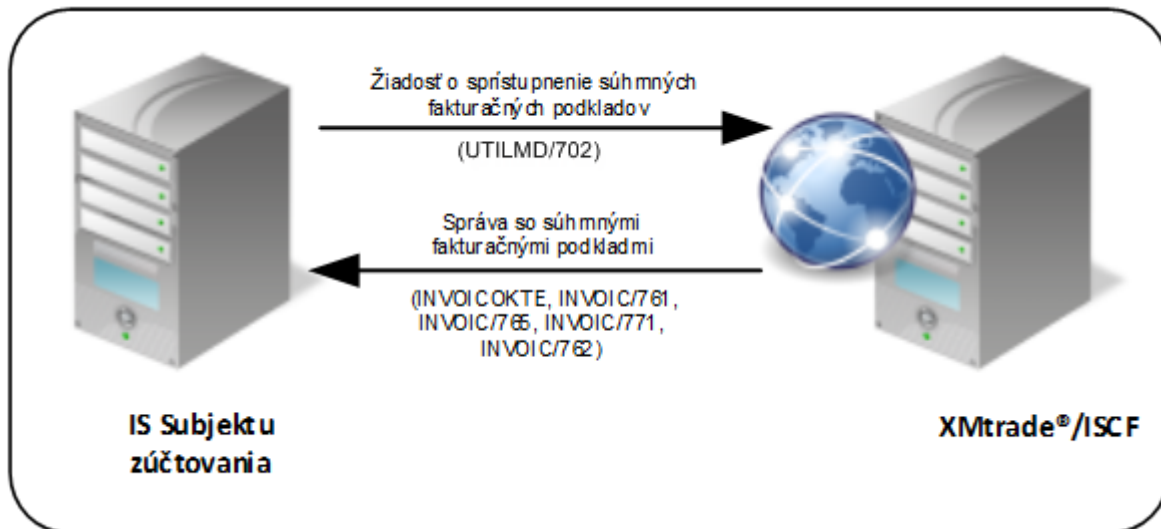 Žiadosť o sprístupnenie súhrnných
fakturačných podkladov
(UTILMD/702)
Správa so súhrnnými
fakturačnými podkladmi
(INVOICOKTE, INVOIC/761,
INVOIC/765, INVOIC/771,
INVOIC/762)
IS Subjektu
zúčtovania
XMtrade®/ISCF